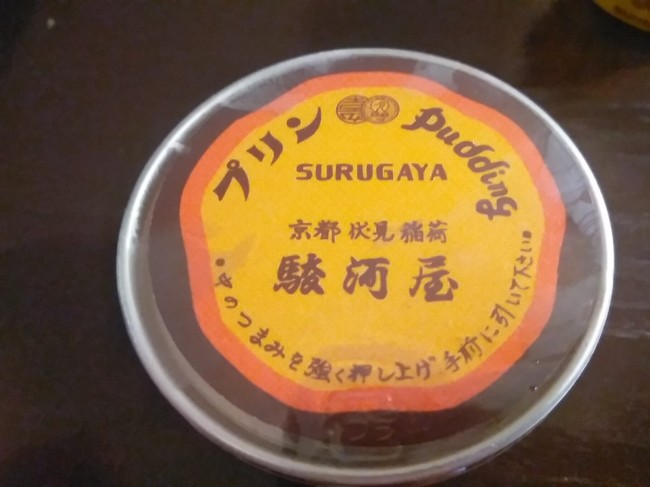 プリン Pudding
SURUGAYA
京都 伏見 稲荷
駿河屋
のつまみを強く押し上げ 手前に引いて下さい。